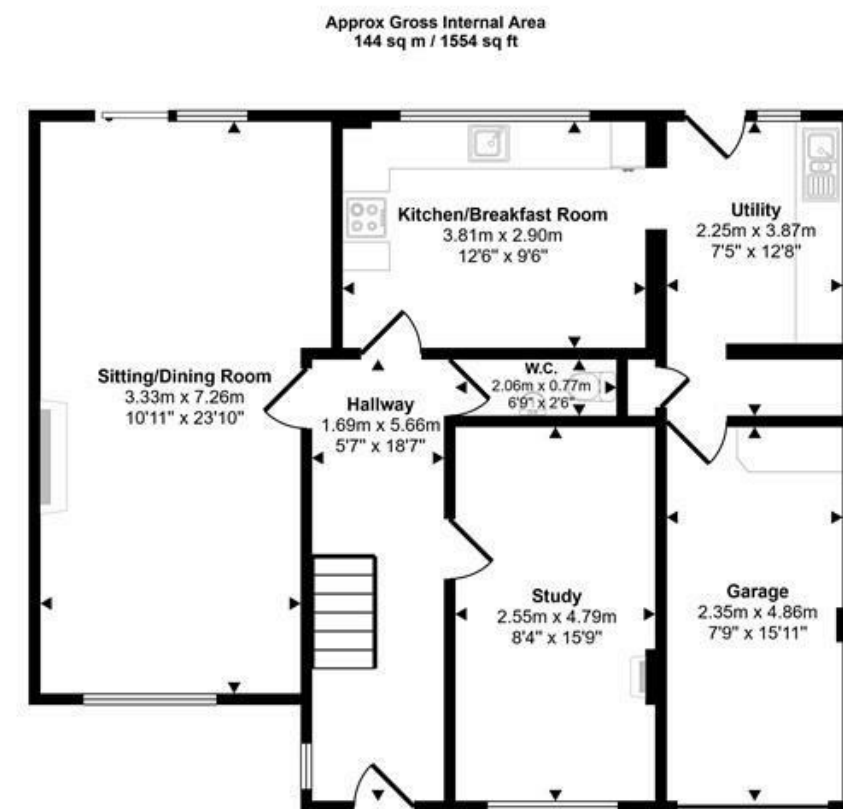 Approx Gross Internal Area
144 sq m / 1554 sq ft
Kitchen/Breakfast Room
3.81m x 2.90m
12'6" x 9'6"
Utility
2.25m x 3.87m
7'5" x 12'8"
Sitting/Dining Room
3.33m x 7.26m
10'11" x 23'10"
W.C.
2.06m x 0.77m
6'9" x 2'6"
Hallway
1.69m x 5.66m
5'7" x 18'7"
Study
2.55m x 4.79m
8'4" x 15'9"
Garage
2.35m x 4.86m
7'9" x 15'11"